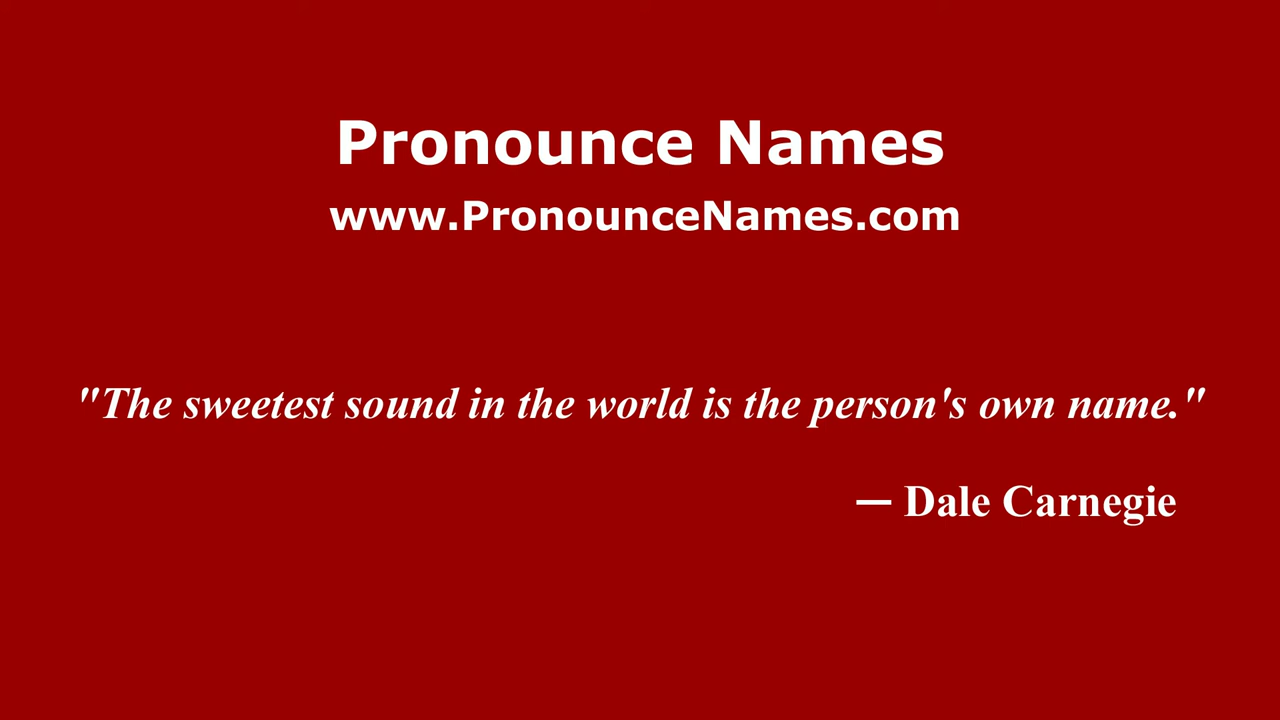 Pronounce Names
www.PronounceNames.com
"The sweetest sound in the world is the person's own name."
— Dale Carnegie